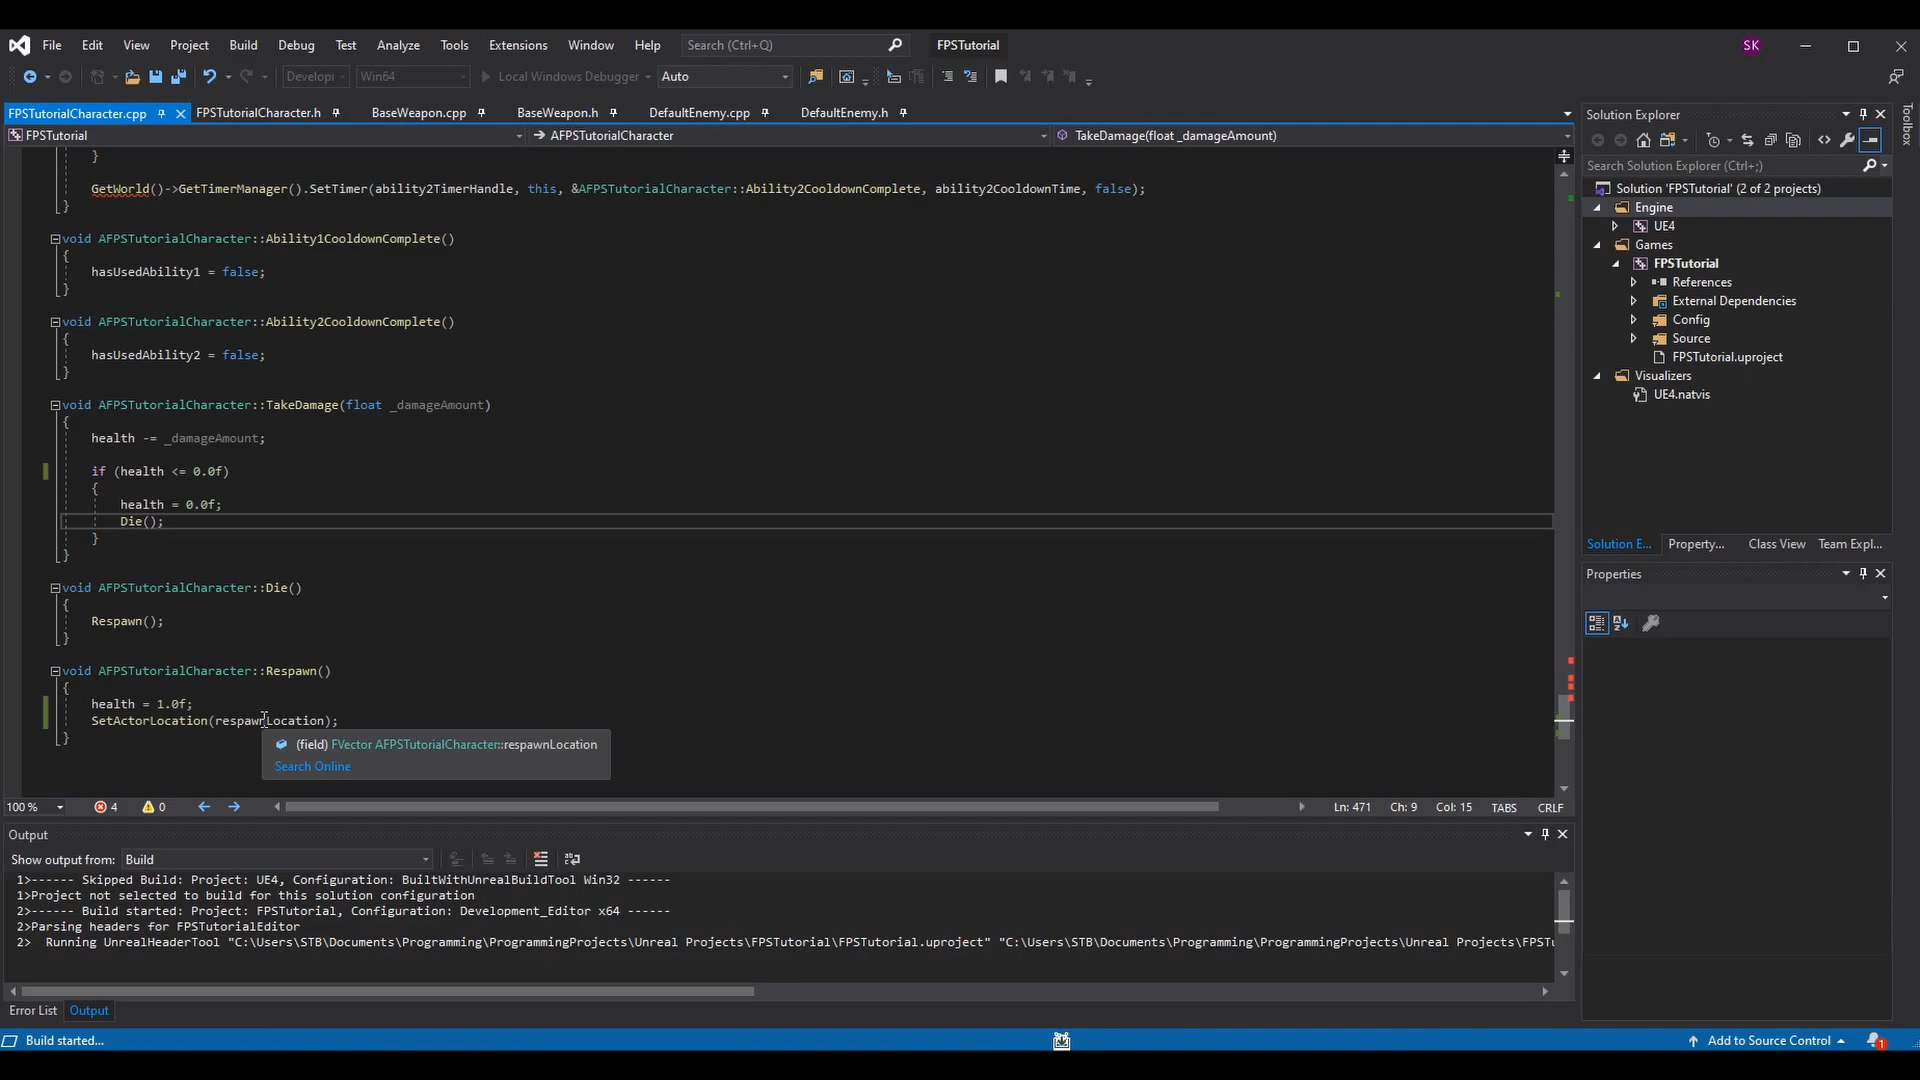 File Edit View Project Build Debug Test Analyze Tools Extensions Window Help Search (Ctrl+Q) FPSTutorial SK
Win64 Local Windows Debugger Auto
FPSTutorialCharacter.cpp FPSTutorialCharacter.h BaseWeapon.cpp BaseWeapon.h DefaultEnemy.cpp DefaultEnemy.h
FPSTutorial AFPSTutorialCharacter TakeDamage(float _damageAmount)
}
GetWorld()->GetTimerManager().SetTimer(ability2TimerHandle, this, &AFPSTutorialCharacter::Ability2CooldownComplete, ability2CooldownTime, false);
}
void AFPSTutorialCharacter::Ability1CooldownComplete()
{
hasUsedAbility1 = false;
}
void AFPSTutorialCharacter::Ability2CooldownComplete()
{
hasUsedAbility2 = false;
}
void AFPSTutorialCharacter::TakeDamage(float _damageAmount)
{
health -= _damageAmount;
if (health <= 0.0f)
{
health = 0.0f;
Die();
}
}
void AFPSTutorialCharacter::Die()
{
Respawn();
}
void AFPSTutorialCharacter::Respawn()
{
health = 1.0f;
SetActorLocation(respawnLocation);
}
(field) FVector AFPSTutorialCharacter::respawnLocation
Search Online
100 % 4 0 Ln: 471 Ch: 9 Col: 15 TABS CRLF
Output
Show output from: Build
1>------ Skipped Build: Project: UE4, Configuration: BuiltWithUnrealBuildTool Win32 ------
1>Project not selected to build for this solution configuration
2>------ Build started: Project: FPSTutorial, Configuration: Development_Editor x64 ------
2>Parsing headers for FPSTutorialEditor
2>  Running UnrealHeaderTool "C:\Users\STB\Documents\Programming\ProgrammingProjects\Unreal Projects\FPSTutorial\FPSTutorial.uproject" "C:\Users\STB\Documents\Programming\ProgrammingProjects\Unreal Projects\FPSTu
Error List Output
Build started... Add to Source Control 1
Solution Explorer
Search Solution Explorer (Ctrl+;)
Solution 'FPSTutorial' (2 of 2 projects)
Engine
UE4
Games
FPSTutorial
References
External Dependencies
Config
Source
FPSTutorial.uproject
Visualizers
UE4.natvis
Solution E... Property... Class View Team Expl...
Properties
Toolbox